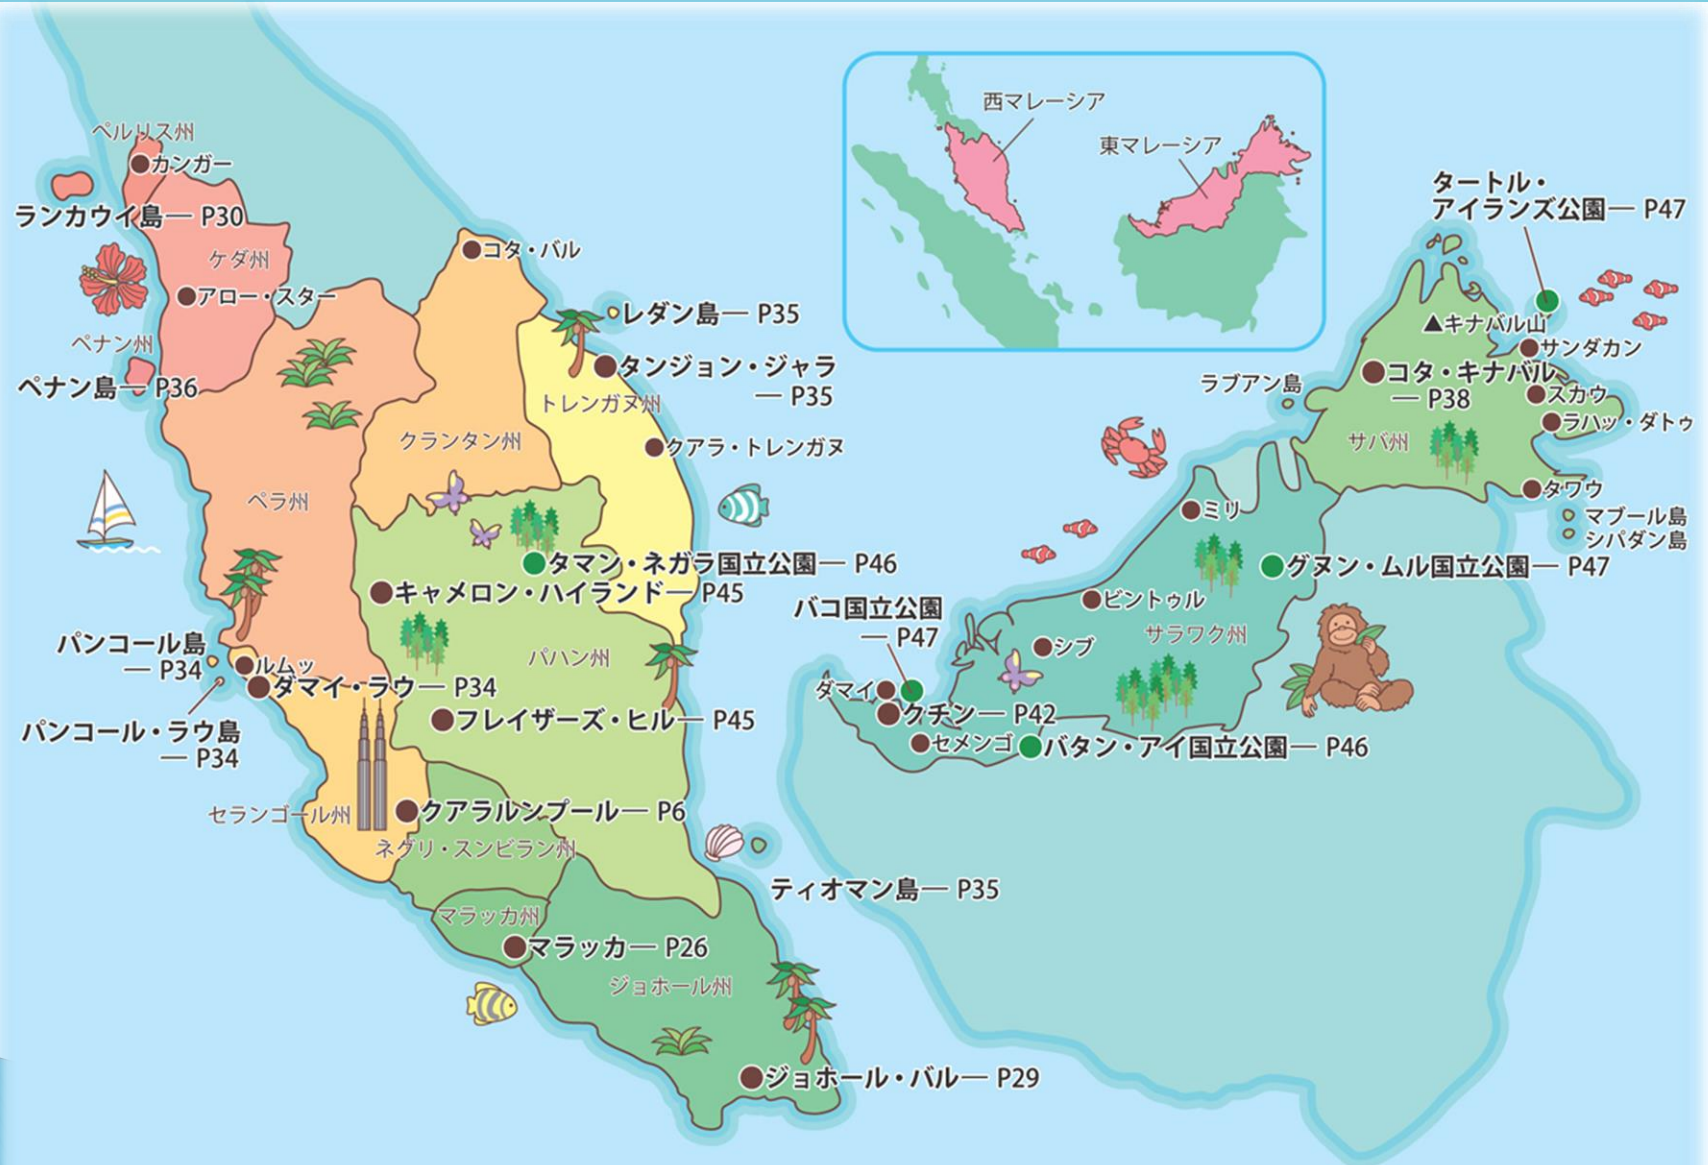 ペルリス州
カンガー
ランカウイ島— P30
ケダ州
アロー・スター
ペナン州
ペナン島— P36
コタ・バル
レダン島— P35
タンジョン・ジャラ
— P35
トレンガヌ州
クランタン州
クアラ・トレンガヌ
ペラ州
タマン・ネガラ国立公園— P46
キャメロン・ハイランド— P45
パンコール島
— P34
ルムッ
ダマイ・ラウ— P34
パハン州
パンコール・ラウ島
— P34
フレイザーズ・ヒル— P45
セランゴール州
クアラルンプール— P6
ネグリ・スンビラン州
ティオマン島— P35
マラッカ州
マラッカ— P26
ジョホール州
ジョホール・バル— P29
西マレーシア
東マレーシア
タートル・
アイランズ公園— P47
▲キナバル山
サンダカン
コタ・キナバル
— P38
ラブアン島
スカウ
ラハッ・ダトゥ
サバ州
タワウ
マブール島
シパダン島
ミリ
グヌン・ムル国立公園— P47
ビントゥル
バコ国立公園
— P47
サラワク州
シブ
ダマイ
クチン— P42
セメンゴ
バタン・アイ国立公園— P46